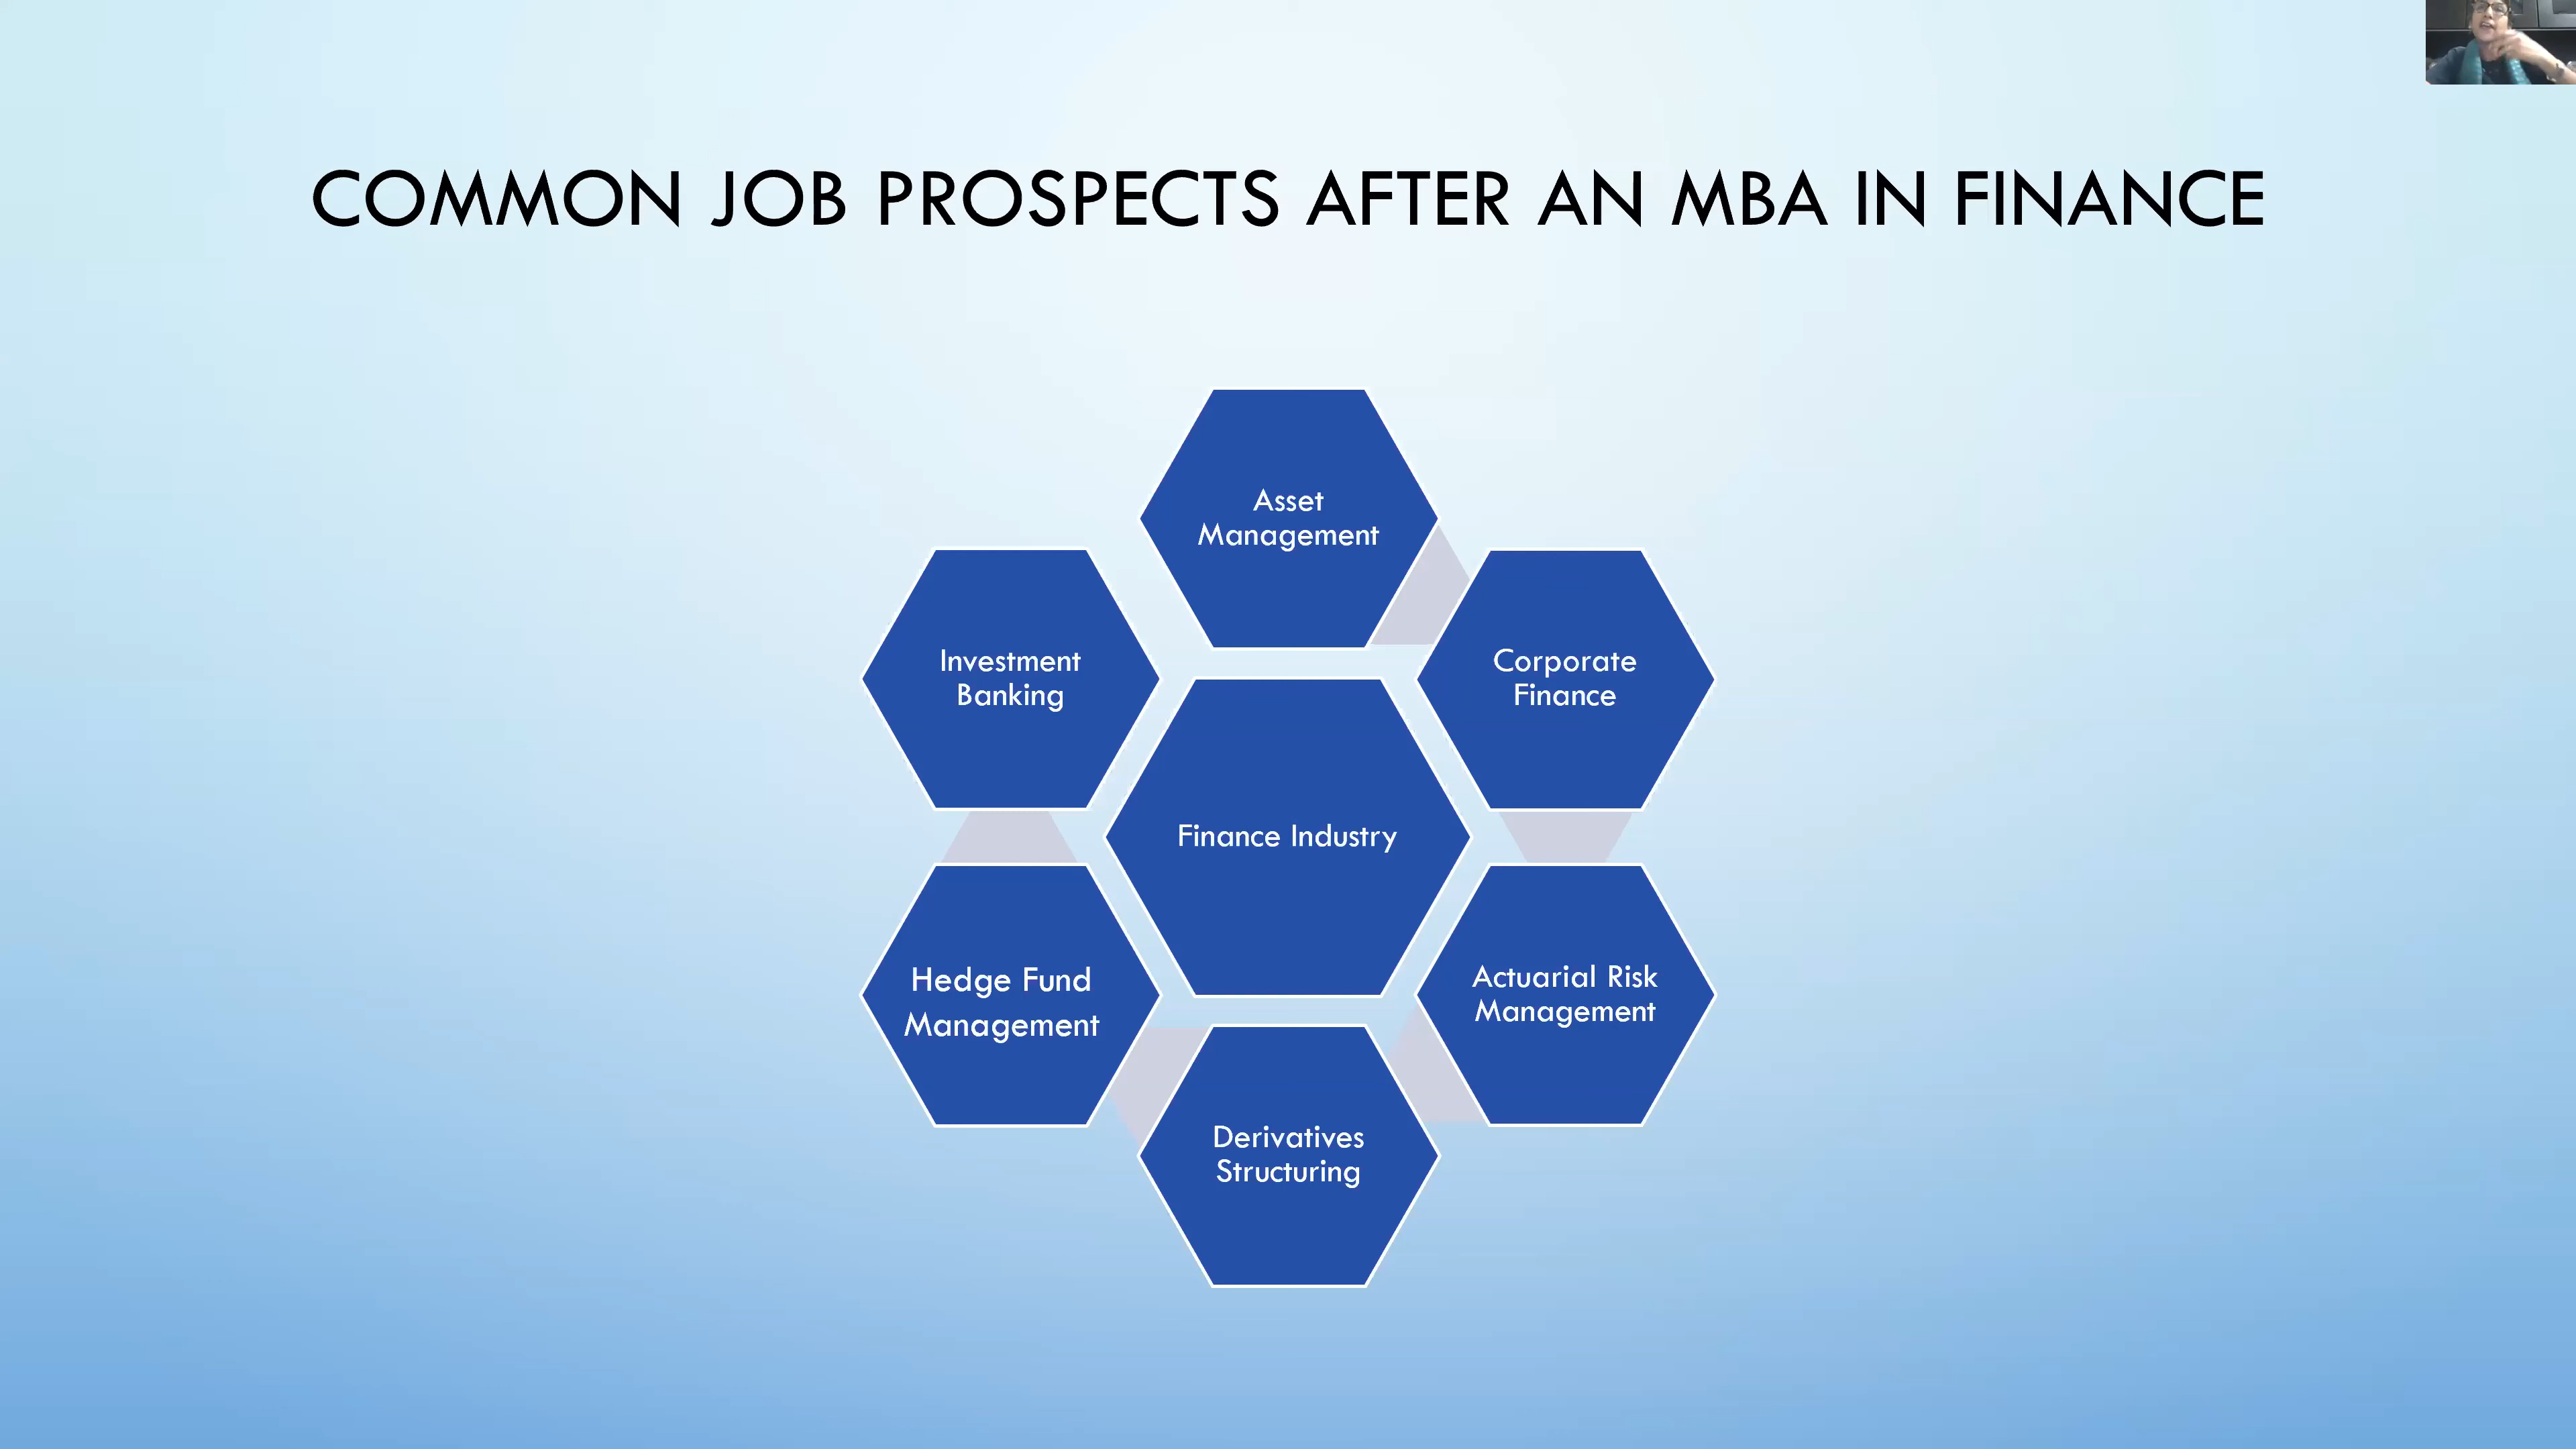 COMMON JOB PROSPECTS AFTER AN MBA IN FINANCE
Asset
Management
Investment
Banking
Corporate
Finance
Finance Industry
Hedge Fund
Management
Actuarial Risk
Management
Derivatives
Structuring